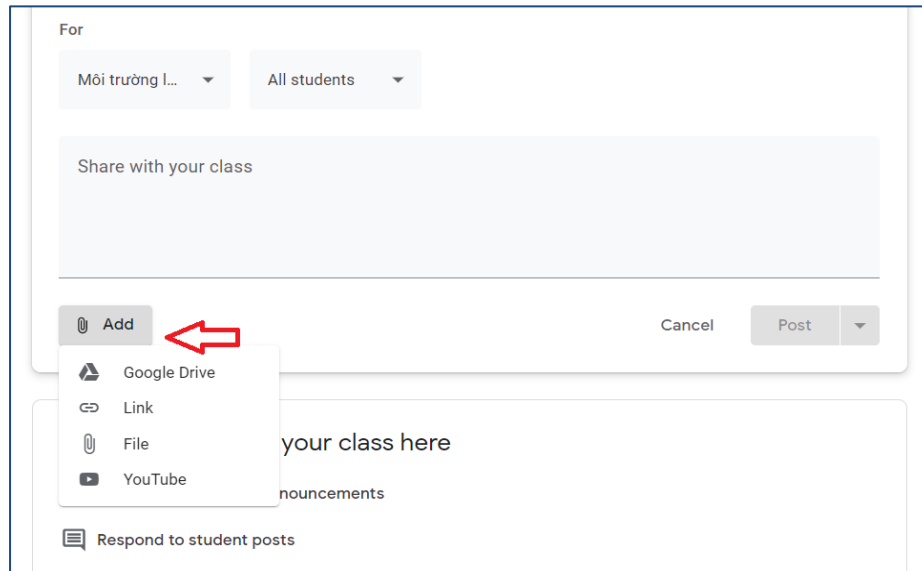 For
Môi trường l... All students
Share with your class
Add Cancel Post
Google Drive
Link
File
your class here
YouTube
nouncements
Respond to student posts